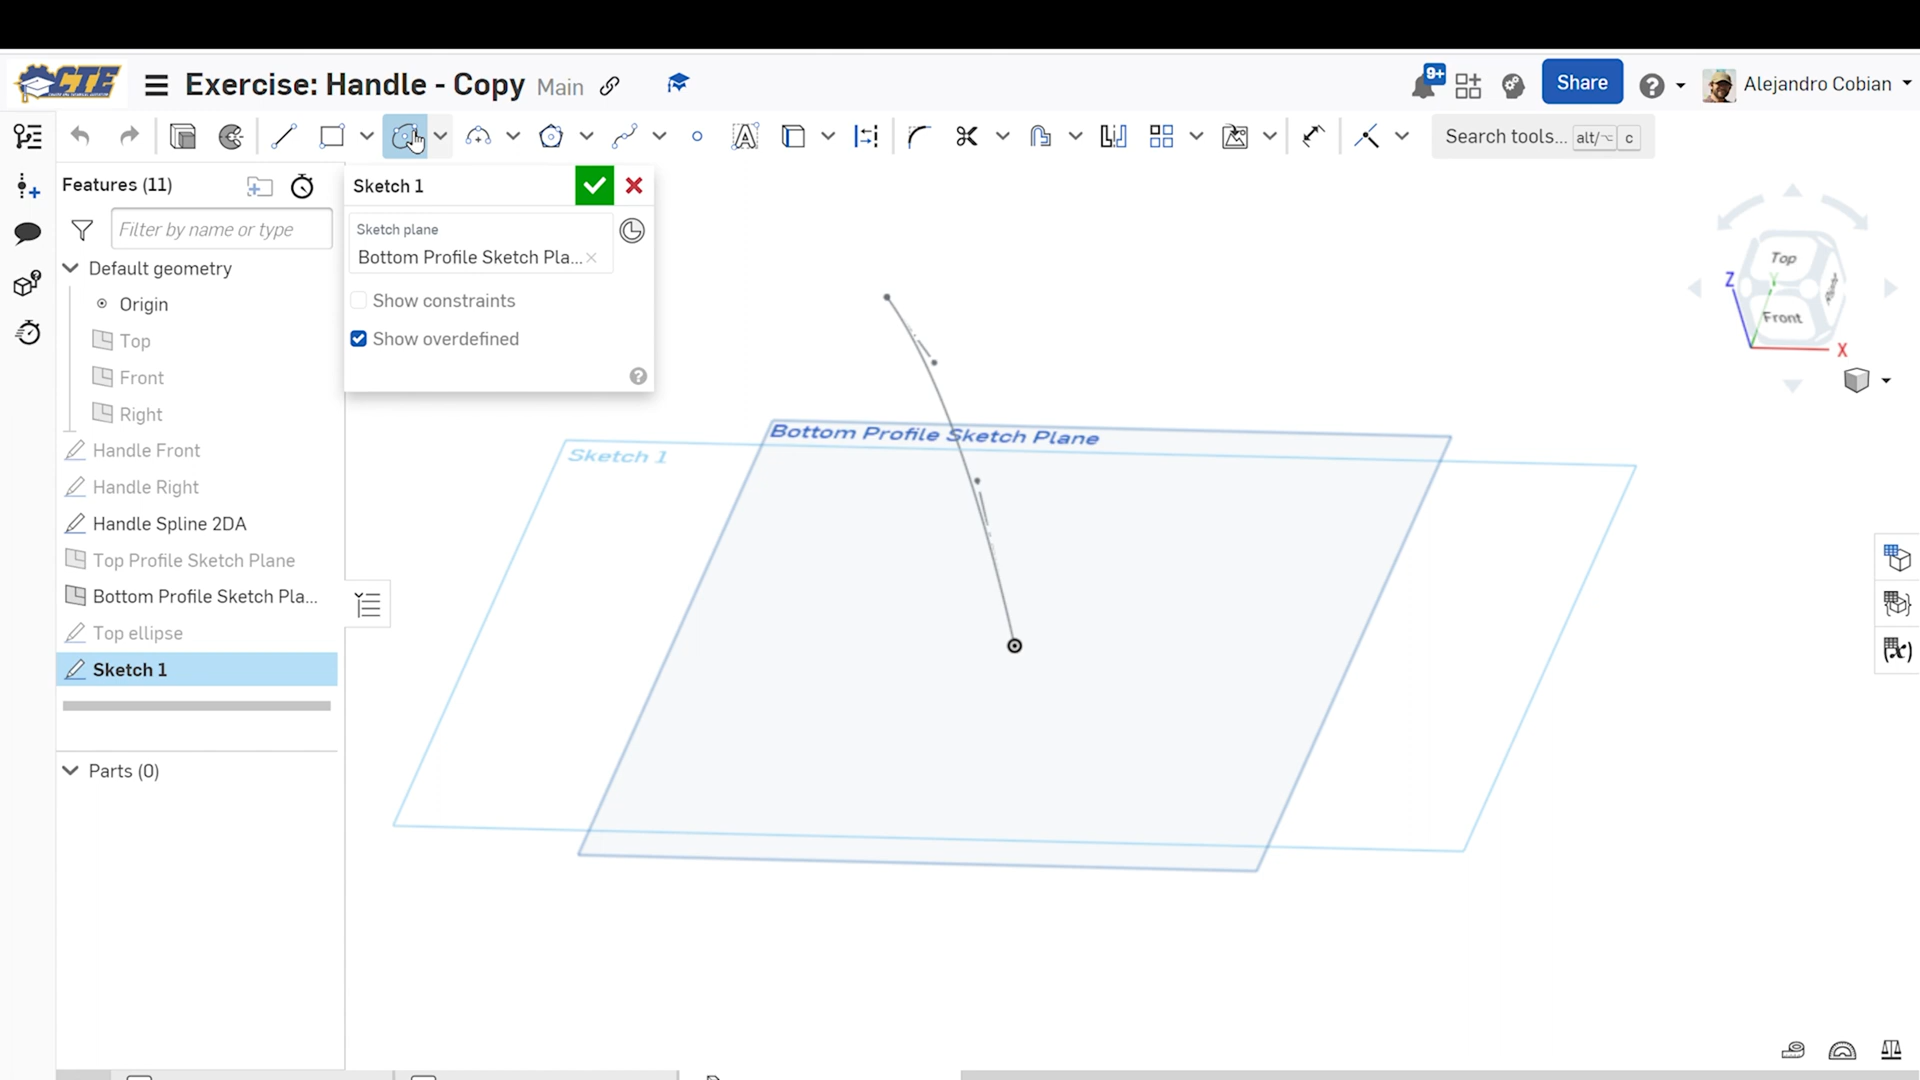 CTE
Exercise: Handle - Copy Main
9+
Share
Alejandro Cobian
Search tools... alt/⌥ c
Features (11)
Filter by name or type
Default geometry
Origin
Top
Front
Right
Handle Front
Handle Right
Handle Spline 2DA
Top Profile Sketch Plane
Bottom Profile Sketch Pla...
Top ellipse
Sketch 1
Parts (0)
Sketch 1
Sketch plane
Bottom Profile Sketch Pla...
Show constraints
Show overdefined
Bottom Profile Sketch Plane
Sketch 1
Top
Front
Z
Y
X
(x)